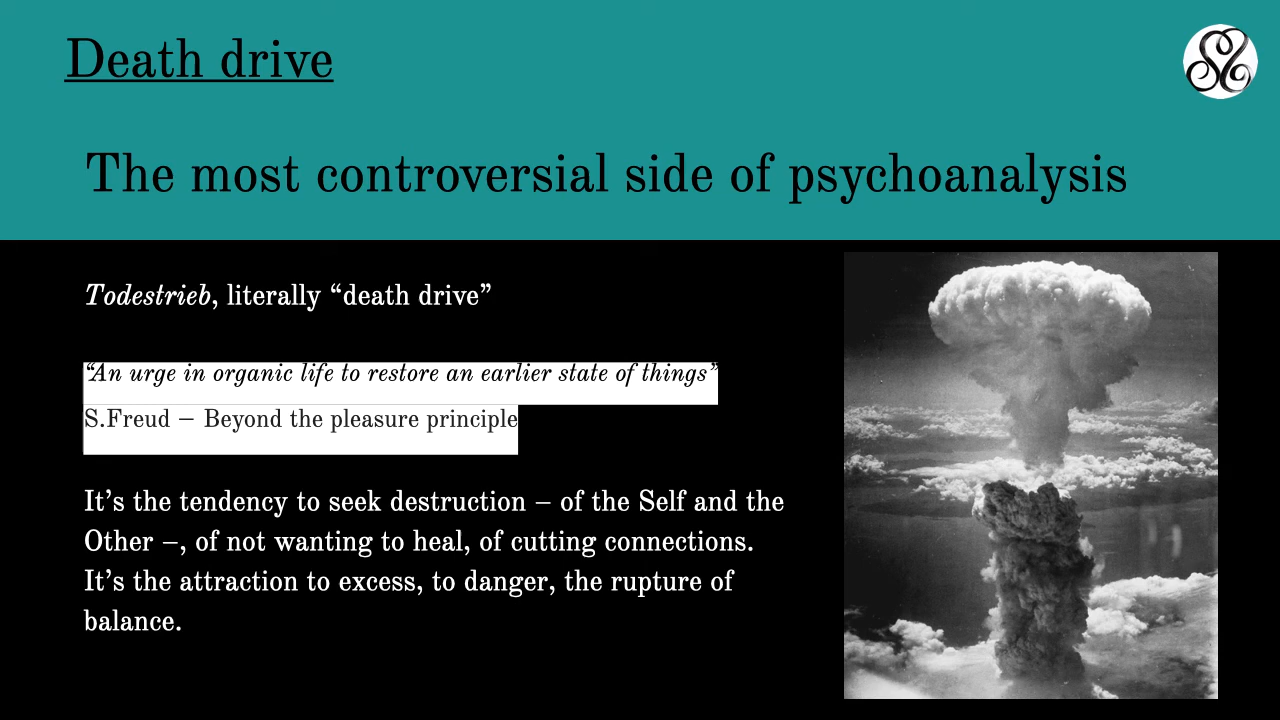 Death drive
The most controversial side of psychoanalysis
Todestrieb, literally “death drive”
“An urge in organic life to restore an earlier state of things”
S.Freud – Beyond the pleasure principle
It’s the tendency to seek destruction – of the Self and the
Other –, of not wanting to heal, of cutting connections.
It’s the attraction to excess, to danger, the rupture of
balance.